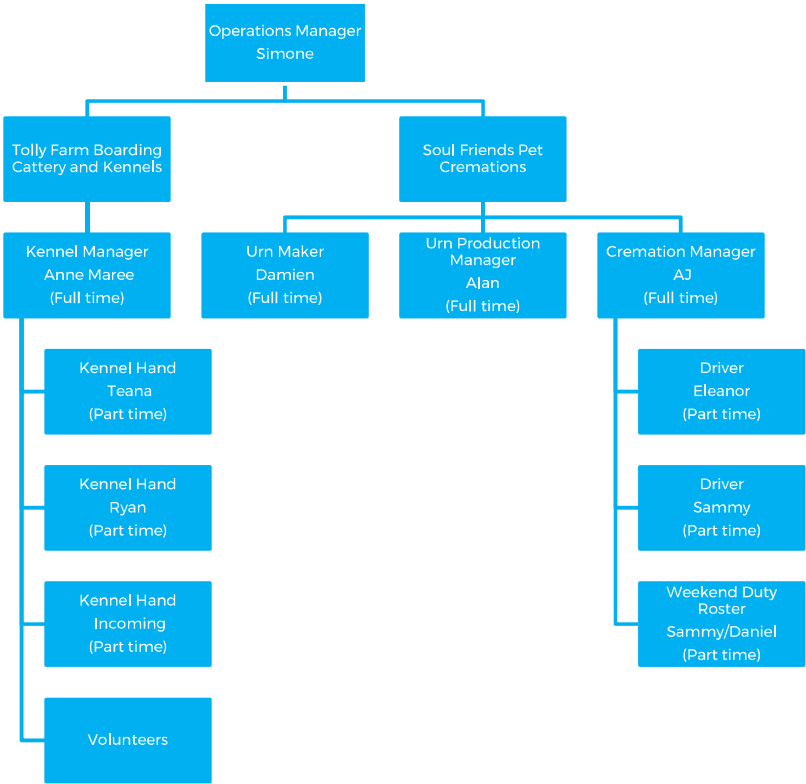 Operations Manager
Simone
Tolly Farm Boarding
Cattery and Kennels
Soul Friends Pet
Cremations
Kennel Manager
Anne Maree
(Full time)
Urn Maker
Damien
(Full time)
Urn Production
Manager
Alan
(Full time)
Cremation Manager
AJ
(Full time)
Kennel Hand
Teana
(Part time)
Kennel Hand
Ryan
(Part time)
Kennel Hand
Incoming
(Part time)
Volunteers
Driver
Eleanor
(Part time)
Driver
Sammy
(Part time)
Weekend Duty
Roster
Sammy/Daniel
(Part time)